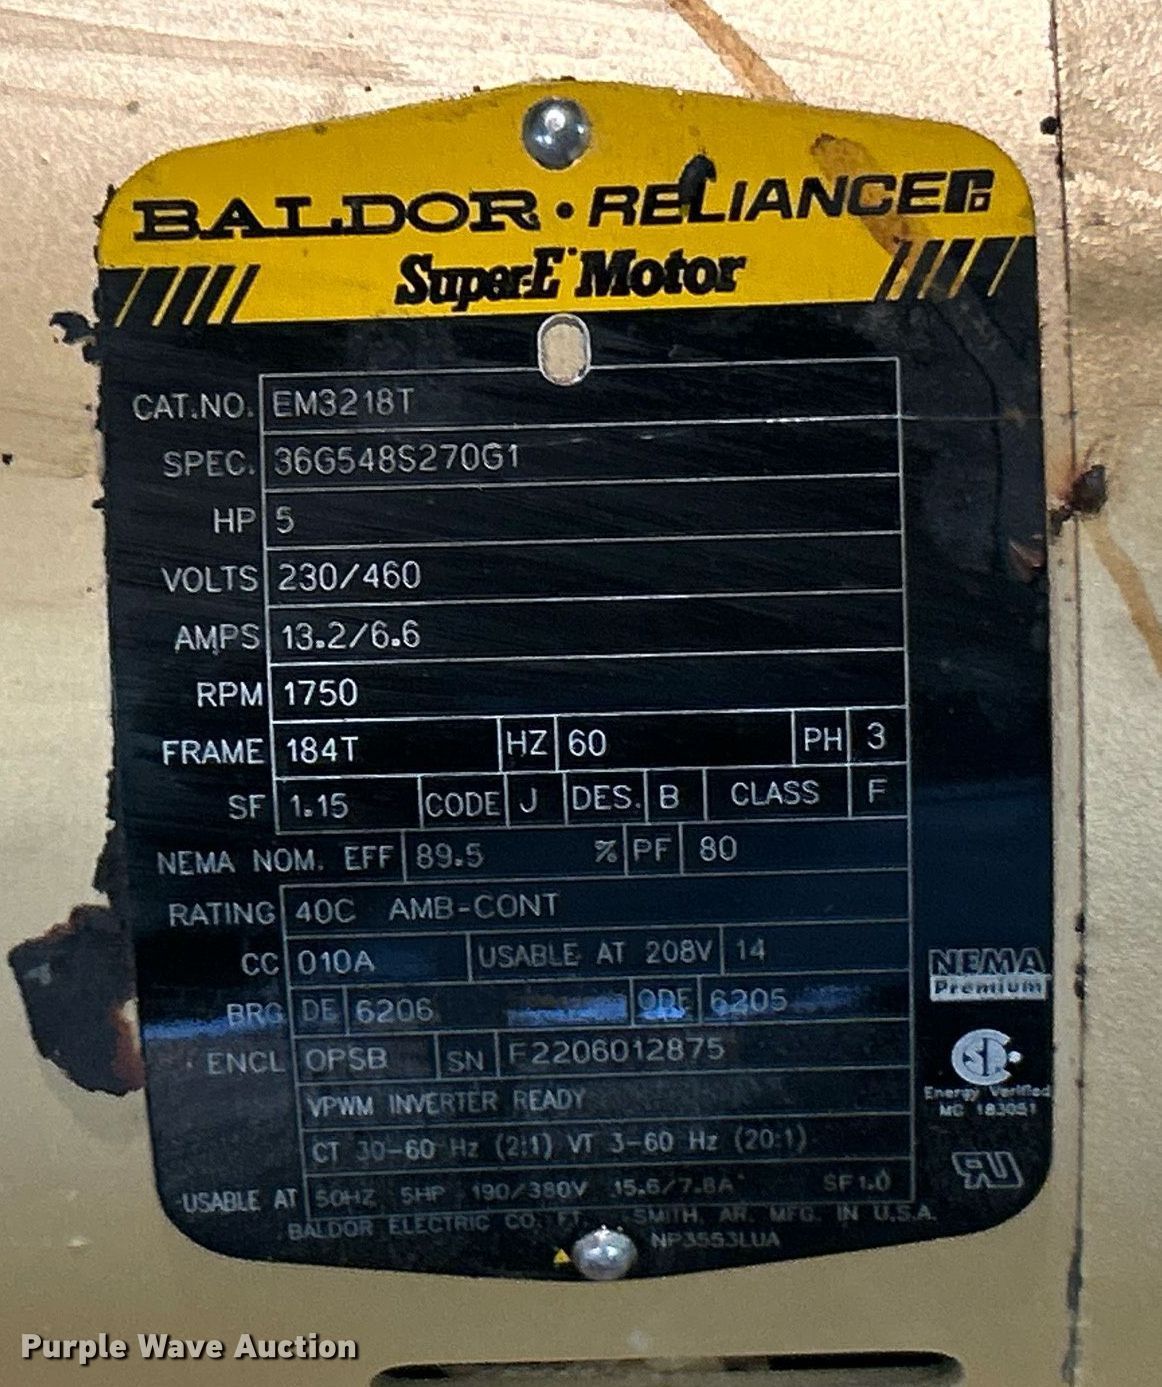 BALDOR • RELIANCER
Super-E Motor
CAT.NO. EM3218T
SPEC. 36G548S270G1
HP 5
VOLTS 230/460
AMPS 13.2/6.6
RPM 1750
FRAME 184T HZ 60 PH 3
SF 1.15 CODE J DES. B CLASS F
NEMA NOM. EFF 89.5 % PF 80
RATING 40C AMB-CONT
CC 010A USABLE AT 208V 14
BRG DE 6206 ODE 6205
ENCL OPSB SN F2206012875
VPWM INVERTER READY
CT 30-60 Hz (2:1) VT 3-60 Hz (20:1)
USABLE AT 50HZ 5HP 190/380V 15.6/7.8A SF1.0
BALDOR ELECTRIC CO. FT. SMITH, AR. MFG. IN U.S.A.
NP3553LUA
NEMA
Premium
Energy Verified
MC 183051
Purple Wave Auction